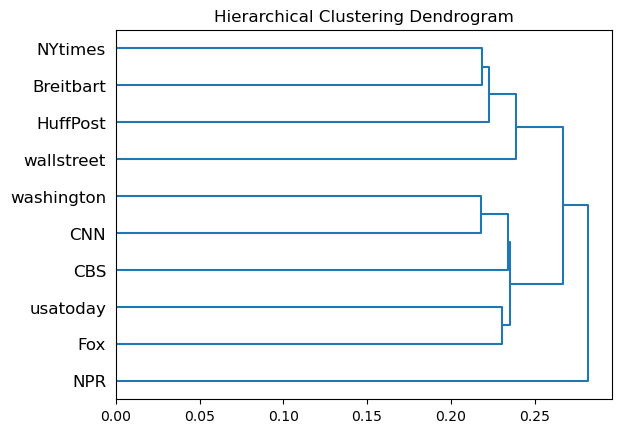 Hierarchical Clustering Dendrogram
NYtimes
Breitbart
HuffPost
wallstreet
washington
CNN
CBS
usatoday
Fox
NPR
0.00 0.05 0.10 0.15 0.20 0.25